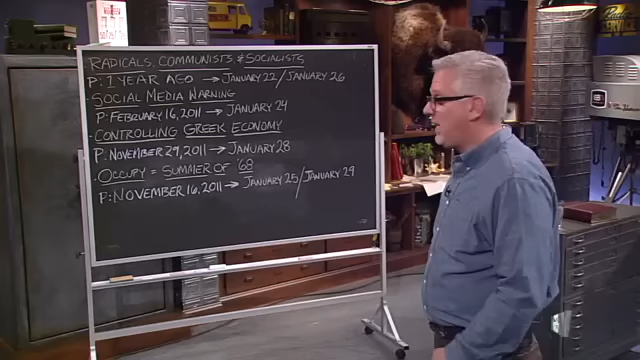 RADICALS, COMMUNISTS & SOCIALISTS
P: 1 YEAR AGO → JANUARY 22 / JANUARY 26
· SOCIAL MEDIA WARNING
P: FEBRUARY 16, 2011 → JANUARY 24
· CONTROLLING GREEK ECONOMY
P: NOVEMBER 29, 2011 → JANUARY 28
· OCCUPY = SUMMER OF '68
P: NOVEMBER 16, 2011 → JANUARY 25 / JANUARY 29